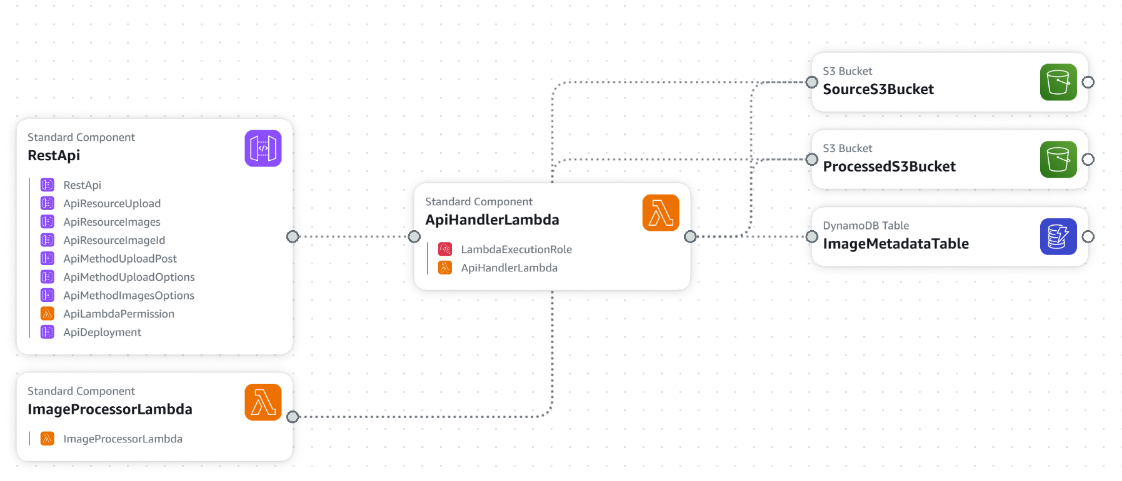 Standard Component
RestApi
RestApi
ApiResourceUpload
ApiResourceImages
ApiResourceImageId
ApiMethodUploadPost
ApiMethodUploadOptions
ApiMethodImagesOptions
ApiLambdaPermission
ApiDeployment
Standard Component
ImageProcessorLambda
ImageProcessorLambda
Standard Component
ApiHandlerLambda
LambdaExecutionRole
ApiHandlerLambda
S3 Bucket
SourceS3Bucket
S3 Bucket
ProcessedS3Bucket
DynamoDB Table
ImageMetadataTable